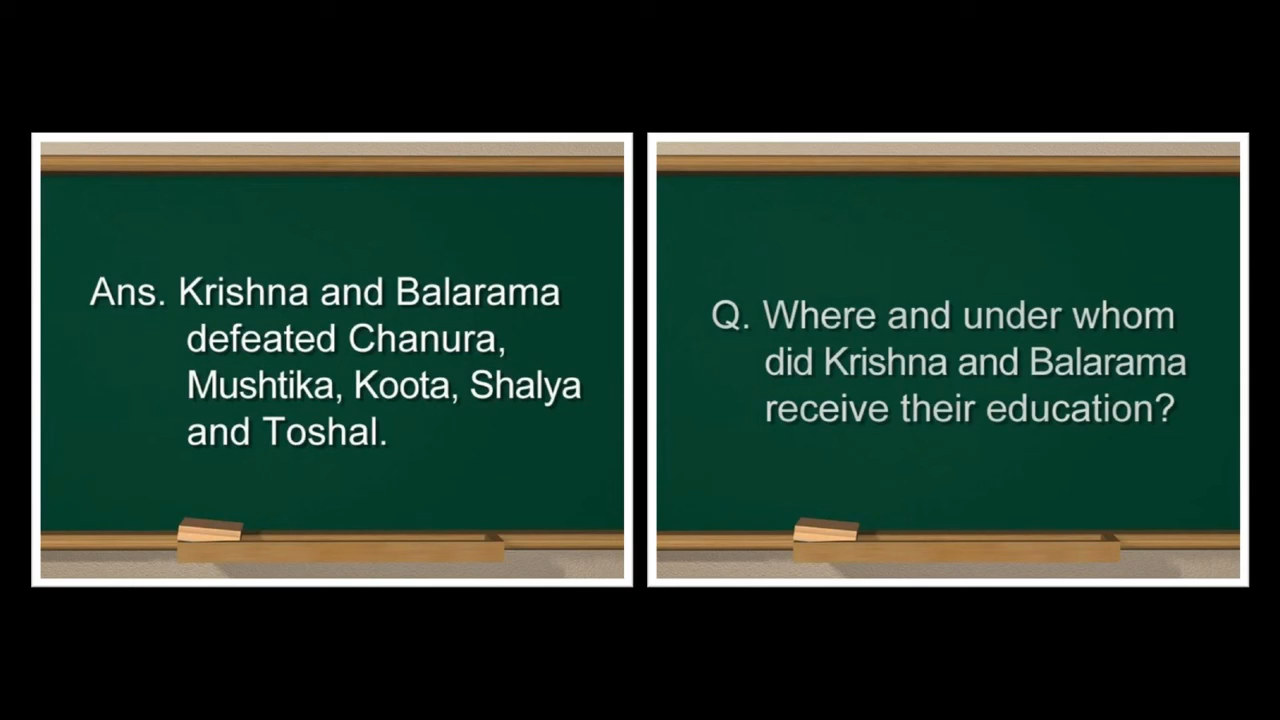 Ans. Krishna and Balarama
defeated Chanura,
Mushtika, Koota, Shalya
and Toshal.
Q. Where and under whom
did Krishna and Balarama
receive their education?